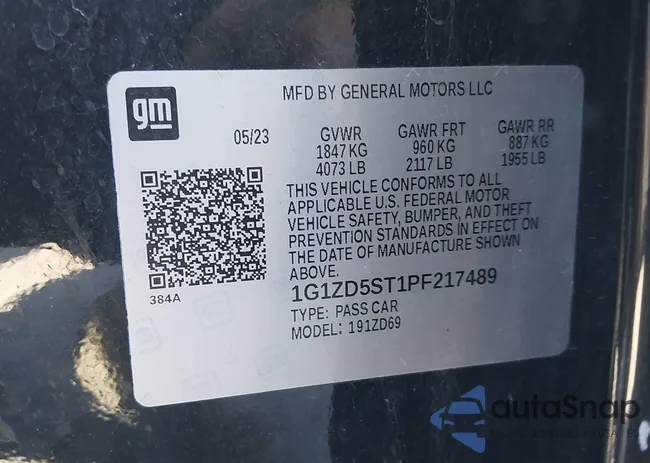 MFD BY GENERAL MOTORS LLC
gm
05/23 GVWR GAWR FRT GAWR RR
1847 KG 960 KG 887 KG
4073 LB 2117 LB 1955 LB
THIS VEHICLE CONFORMS TO ALL
APPLICABLE U.S. FEDERAL MOTOR
VEHICLE SAFETY, BUMPER, AND THEFT
PREVENTION STANDARDS IN EFFECT ON
THE DATE OF MANUFACTURE SHOWN
ABOVE.
384A
1G1ZD5ST1PF217489
TYPE: PASS CAR
MODEL: 191ZD69
autoSnap